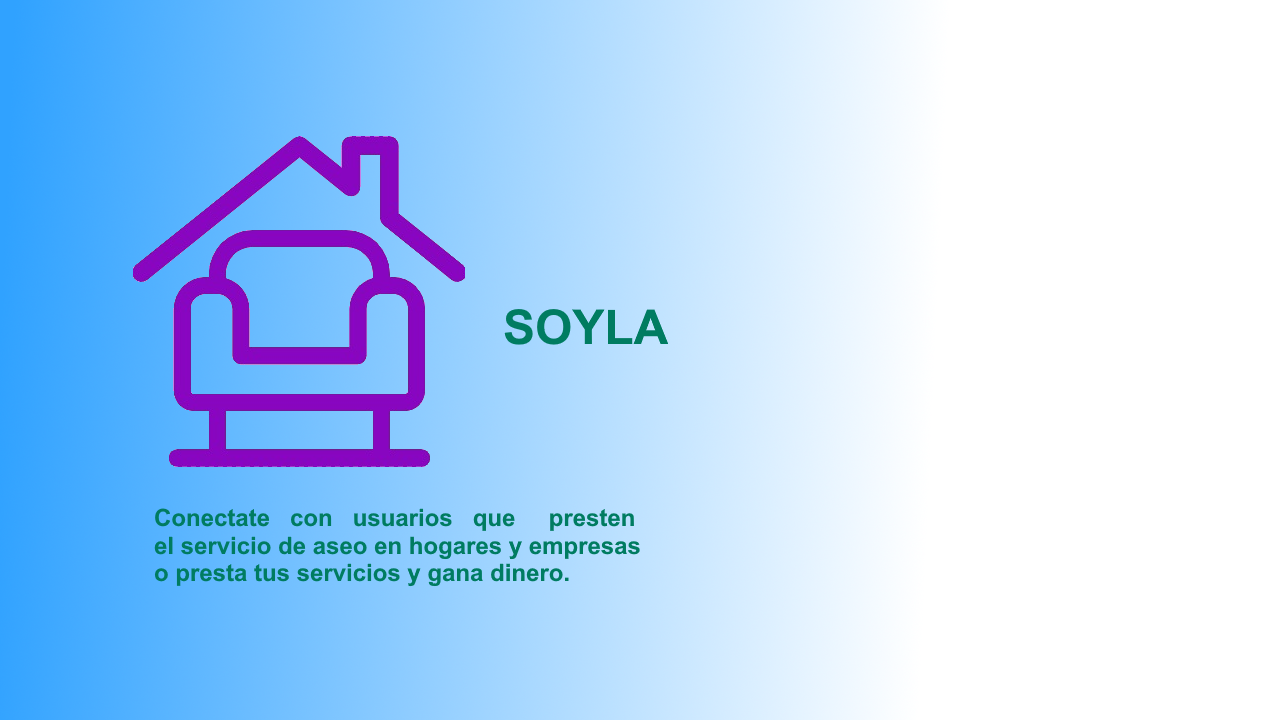 SOYLA
Conectate con usuarios que presten
el servicio de aseo en hogares y empresas
o presta tus servicios y gana dinero.